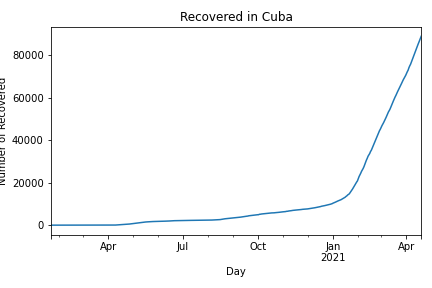 Recovered in Cuba
Number of Recovered
80000
60000
40000
20000
0
Apr
Jul
Oct
Jan
2021
Apr
Day